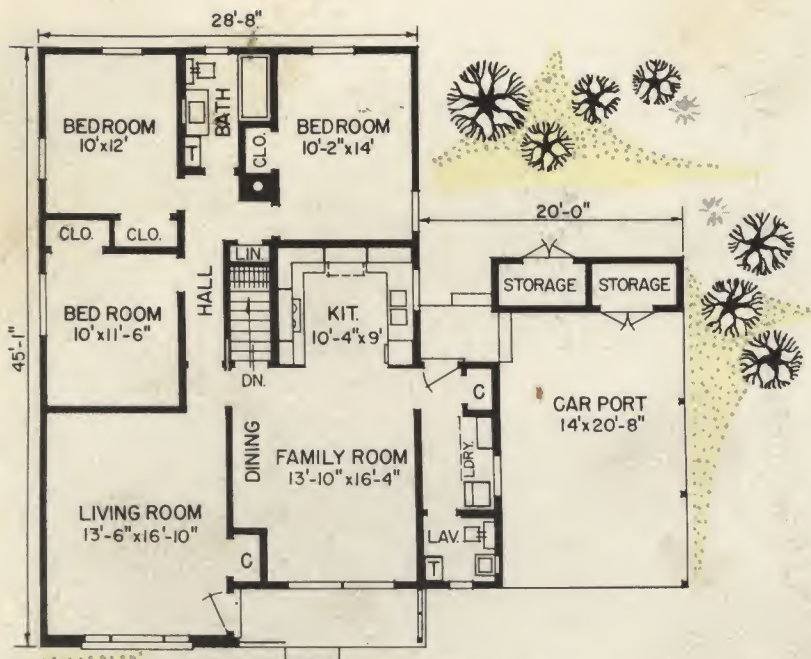 28'-8"
BEDROOM
10'x12'
BATH
T
CLO.
BEDROOM
10'-2"x14'
20'-0"
CLO.
CLO.
LIN.
STORAGE
STORAGE
HALL
BED ROOM
10'x11'-6"
KIT.
10'-4"x9'
45'-1"
DN.
C
CAR PORT
14'x20'-8"
DINING
FAMILY ROOM
13'-10"x16'-4"
LDRY.
LIVING ROOM
13'-6"x16'-10"
C
LAV.
T